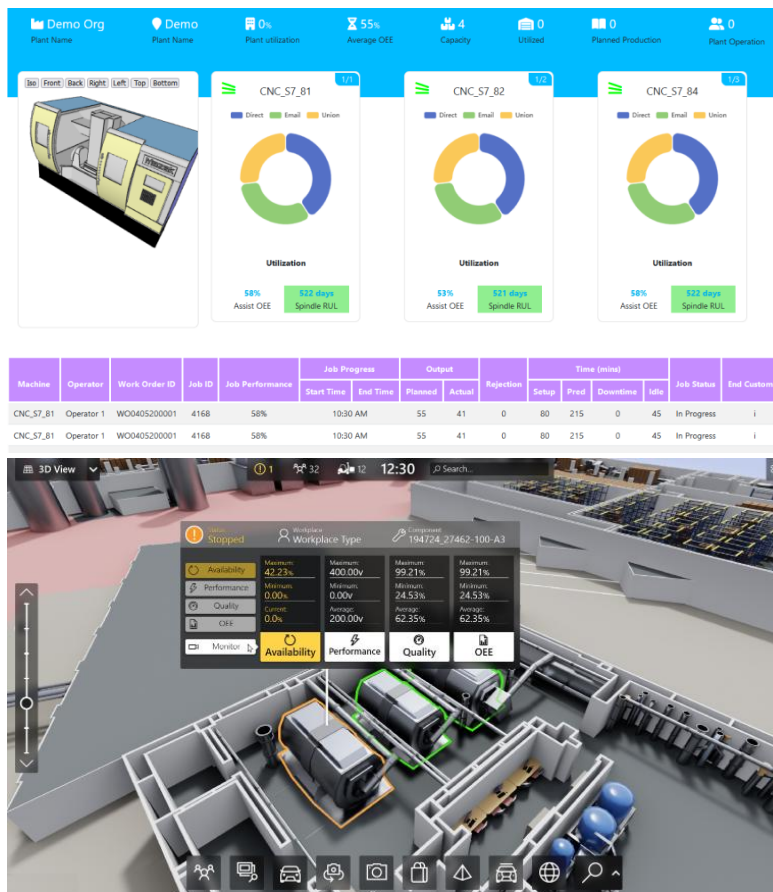 Demo Org
Plant Name
Demo
Plant Name
0%
Plant utilization
55%
Average OEE
4
Capacity
0
Utilized
0
Planned Production
0
Plant Operation
Iso Front Back Right Left Top Bottom
1/1
CNC_S7_81
Direct Email Union
Utilization
58%
Assist OEE
522 days
Spindle RUL
1/2
CNC_S7_82
Direct Email Union
Utilization
53%
Assist OEE
521 days
Spindle RUL
1/3
CNC_S7_84
Direct Email Union
Utilization
58%
Assist OEE
522 days
Spindle RUL
Machine Operator Work Order ID Job ID Job Performance Job Progress Output Rejection Time (mins) Job Status End Custom
Start Time End Time Planned Actual Setup Prod Downtime Idle
CNC_S7_81 Operator 1 WO0405200001 4168 58% 10:30 AM 55 41 0 80 215 0 45 In Progress i
CNC_S7_81 Operator 1 WO0405200001 4168 58% 10:30 AM 55 41 0 80 215 0 45 In Progress i
3D View 1 32 12 12:30 Search...
Status
Stopped
Workplace
Workplace Type
Component
194724_27462-100-A3
Availability
Performance
Quality
OEE
Monitor
Maximum:
42.23%
Minimum:
0.00%
Current:
0.0%
Availability
Maximum:
400.00v
Minimum:
0.00v
Average:
200.00v
Performance
Maximum:
99.21%
Minimum:
24.53%
Average:
62.35%
Quality
Maximum:
99.21%
Minimum:
24.53%
Average:
62.35%
OEE